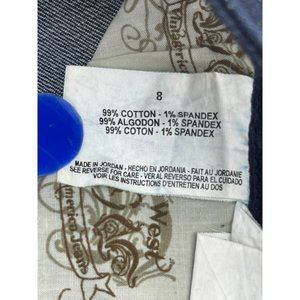 Vinagerica
8
99% COTTON - 1% SPANDEX
99% ALGODON - 1% SPANDEX
99% COTON - 1% SPANDEX
MADE IN JORDAN - HECHO EN JORDANIA - FAIT AU JORDANIE
SEE REVERSE FOR CARE - VER AL REVERSO PARA EL CUIDADO
VOIR LES INSTRUCTIONS D'ENTRETIEN AU DOS
West